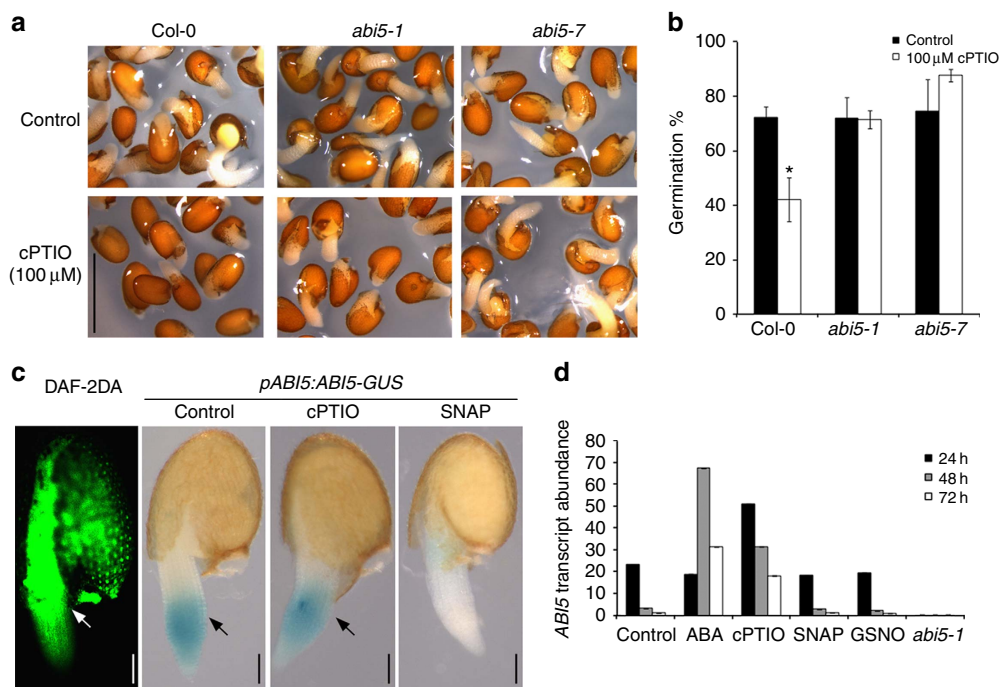 a
Col-0
abi5-1
abi5-7
Control
cPTIO
(100 μM)
b
Germination %
100
80
60
40
20
0
Control
100 μM cPTIO
*
Col-0
abi5-1
abi5-7
c
DAF-2DA
pABI5:ABI5-GUS
Control
cPTIO
SNAP
d
ABI5 transcript abundance
80
70
60
50
40
30
20
10
0
24 h
48 h
72 h
Control
ABA
cPTIO
SNAP
GSNO
abi5-1